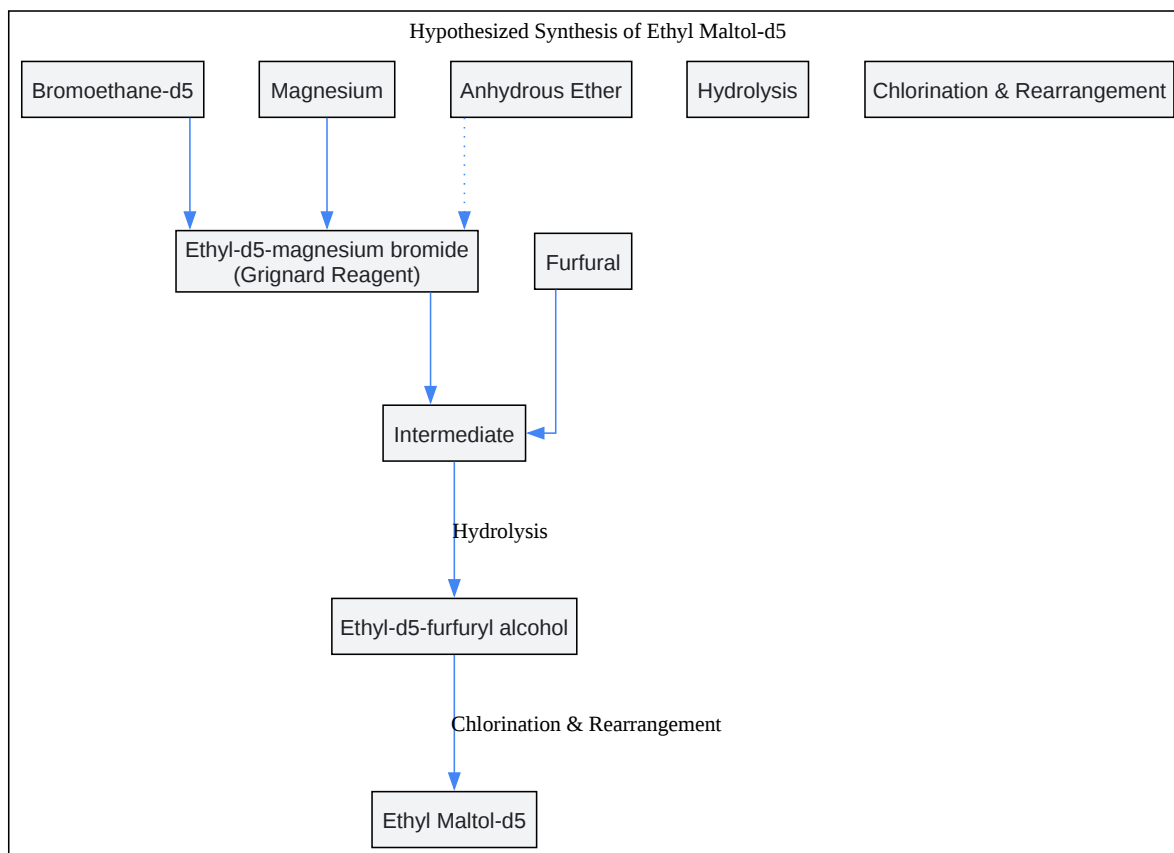 Hypothesized Synthesis of Ethyl Maltol-d5
Bromoethane-d5
Magnesium
Anhydrous Ether
Hydrolysis
Chlorination & Rearrangement
Ethyl-d5-magnesium bromide
(Grignard Reagent)
Furfural
Intermediate
Hydrolysis
Ethyl-d5-furfuryl alcohol
Chlorination & Rearrangement
Ethyl Maltol-d5